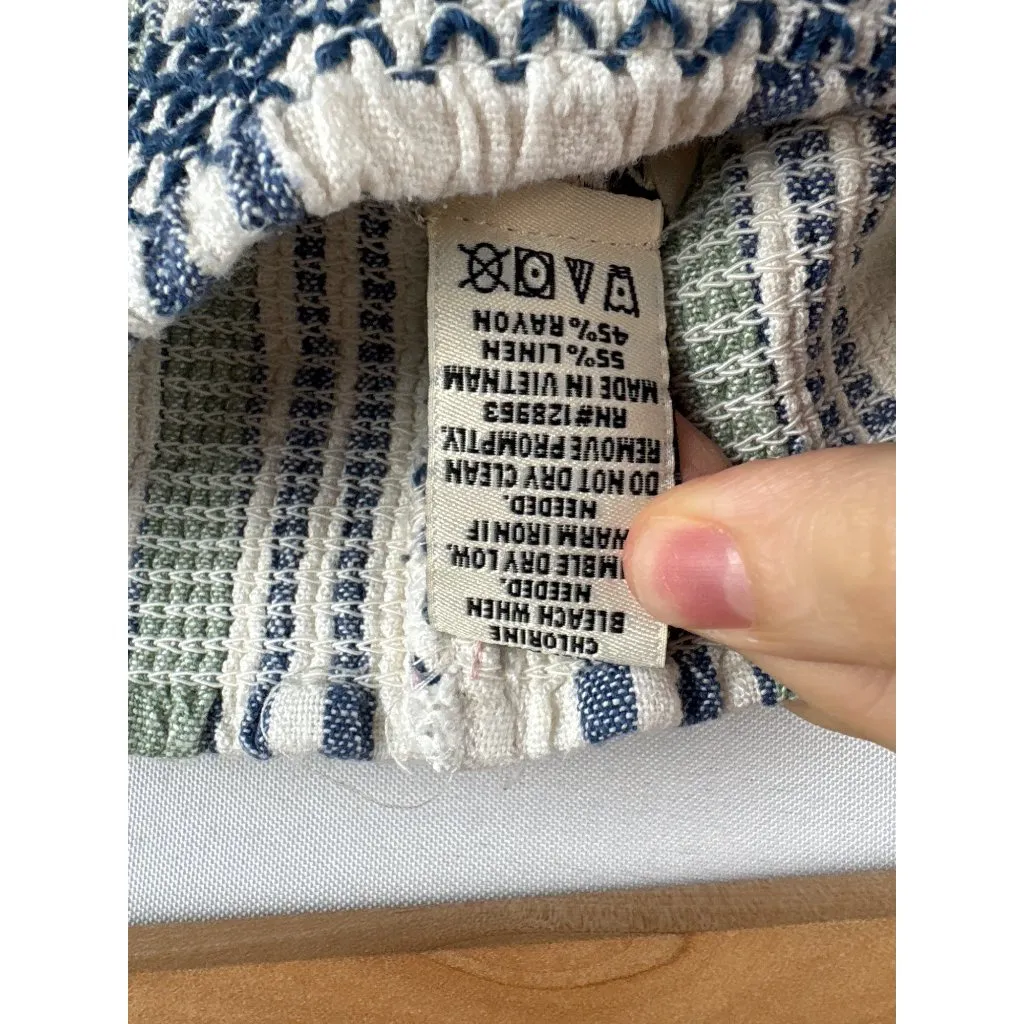 CHLORINE
BLEACH WHEN
NEEDED.
MBLE DRY LOW.
WARM IRON IF
NEEDED.
DO NOT DRY CLEAN
REMOVE PROMPTLY.
RN#128953
MADE IN VIETNAM
55% LINEN
45% RAYON